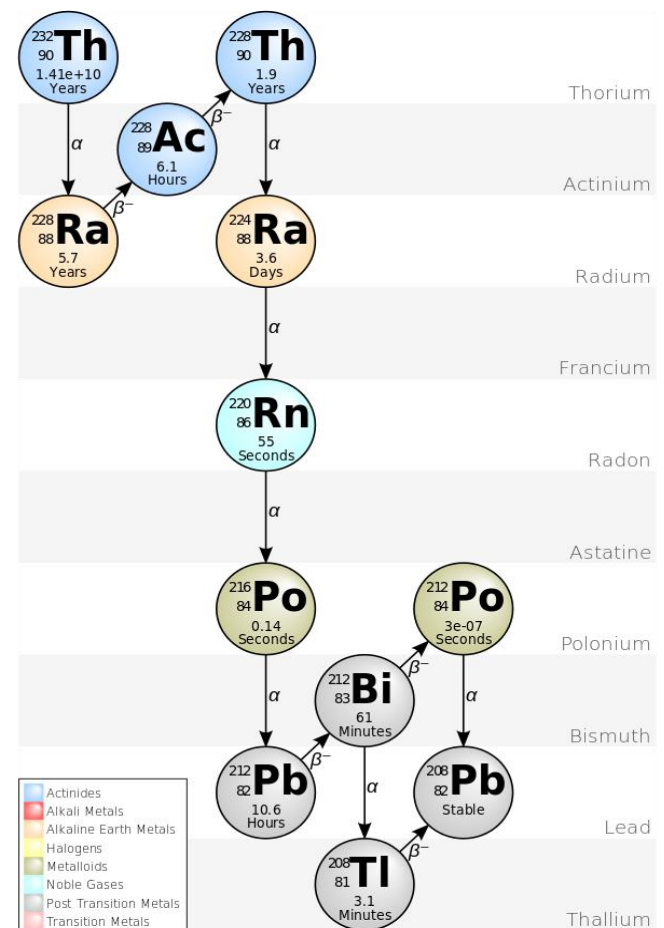 232
90 Th
1.41e+10
Years
228
90 Th
1.9
Years
Thorium
α
β⁻
228
89 Ac
6.1
Hours
α
Actinium
β⁻
228
88 Ra
5.7
Years
224
88 Ra
3.6
Days
Radium
α
Francium
220
86 Rn
55
Seconds
Radon
α
Astatine
216
84 Po
0.14
Seconds
212
84 Po
3e-07
Seconds
Polonium
α
β⁻
212
83 Bi
61
Minutes
α
Bismuth
β⁻
212
82 Pb
10.6
Hours
α
208
82 Pb
Stable
Lead
β⁻
208
81 Tl
3.1
Minutes
Thallium
Actinides
Alkali Metals
Alkaline Earth Metals
Halogens
Metalloids
Noble Gases
Post Transition Metals
Transition Metals